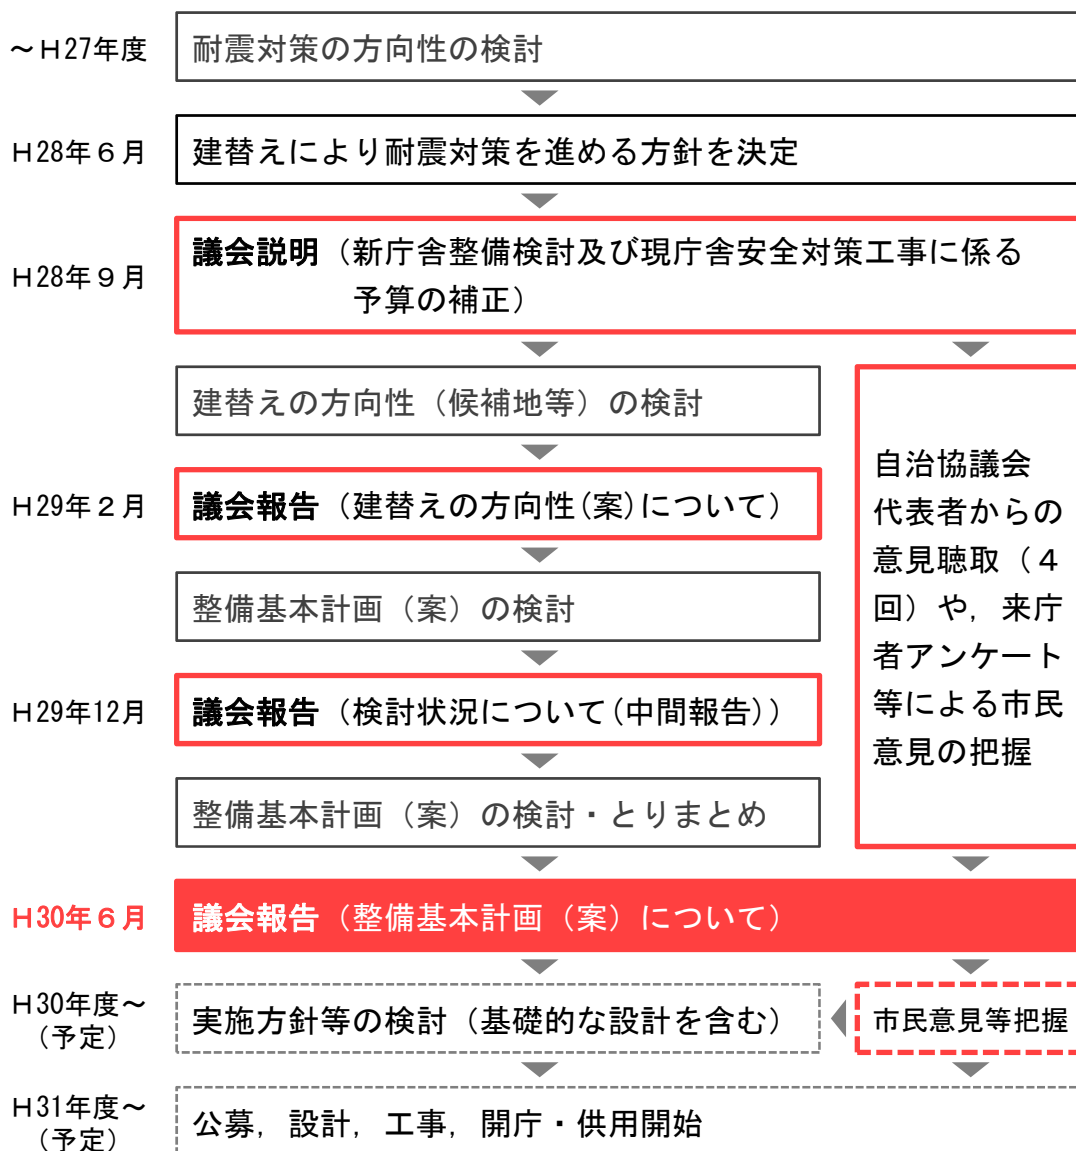 ～Ｈ27年度
耐震対策の方向性の検討
Ｈ28年６月
建替えにより耐震対策を進める方針を決定
Ｈ28年９月
議会説明（新庁舎整備検討及び現庁舎安全対策工事に係る
予算の補正）
建替えの方向性（候補地等）の検討
Ｈ29年２月
議会報告（建替えの方向性(案)について）
整備基本計画（案）の検討
Ｈ29年12月
議会報告（検討状況について(中間報告)）
整備基本計画（案）の検討・とりまとめ
自治協議会
代表者からの
意見聴取（４
回）や，来庁
者アンケート
等による市民
意見の把握
Ｈ30年６月
議会報告（整備基本計画（案）について）
Ｈ30年度～
（予定）
実施方針等の検討（基礎的な設計を含む）
市民意見等把握
Ｈ31年度～
（予定）
公募，設計，工事，開庁・供用開始